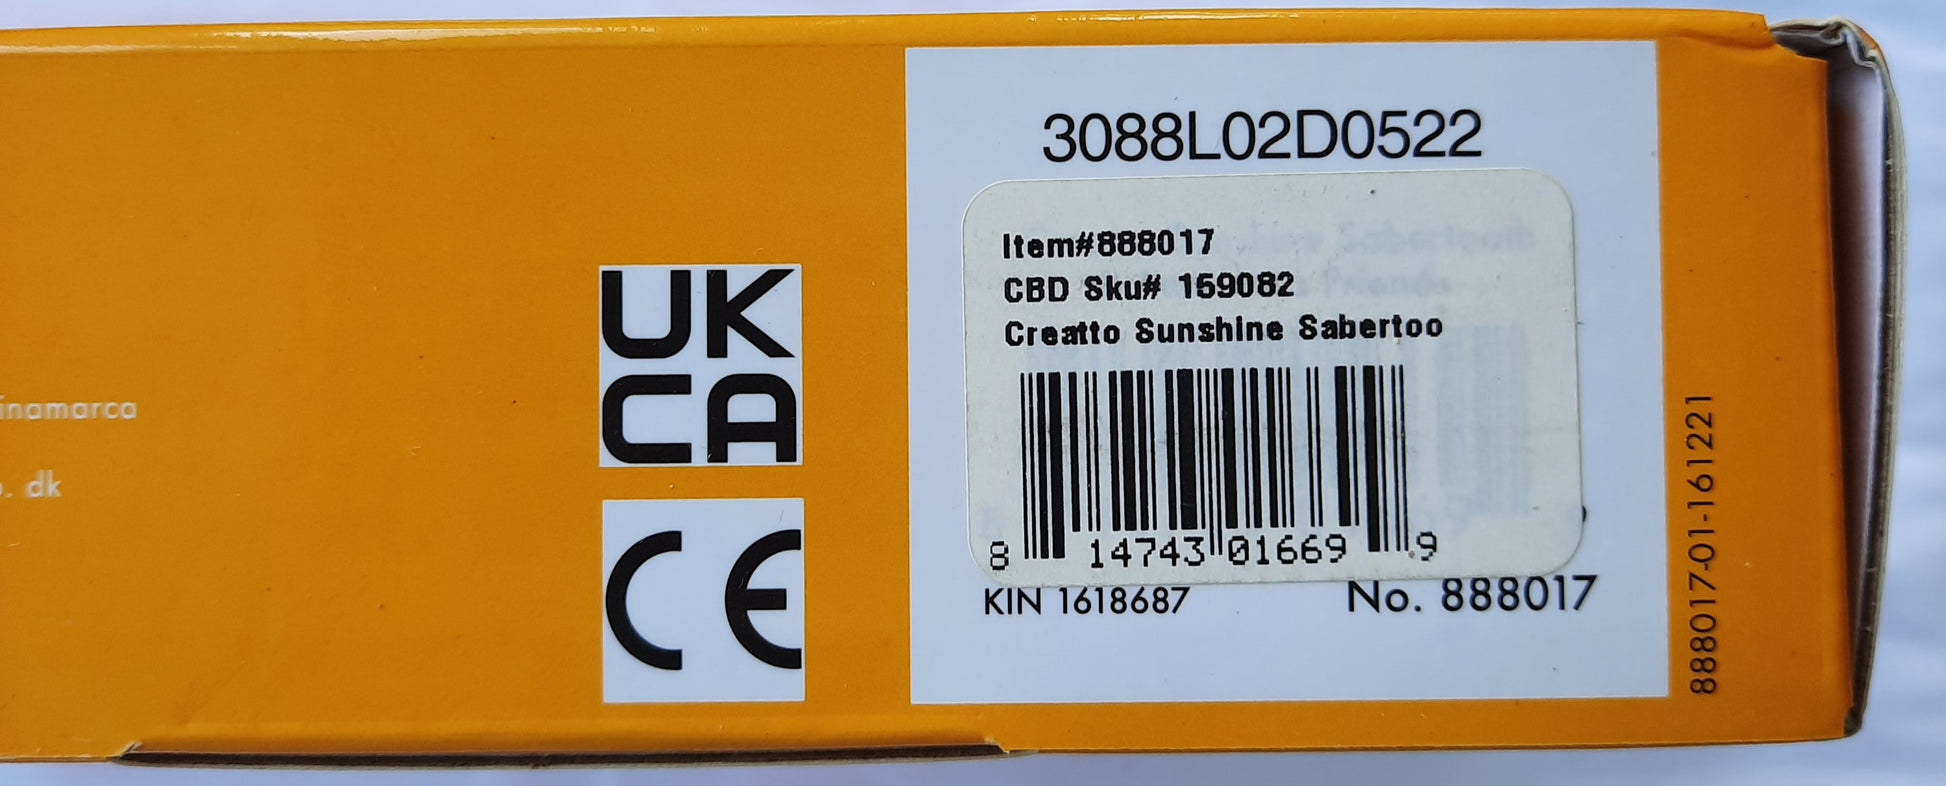 inamarca
. dk
UK
CA
CE
3088L02D0522
Item#888017
CBD Sku# 159082
Creatto Sunshine Sabertoo
8 14743 01669 9
KIN 1618687
No. 888017
888017-01-161221